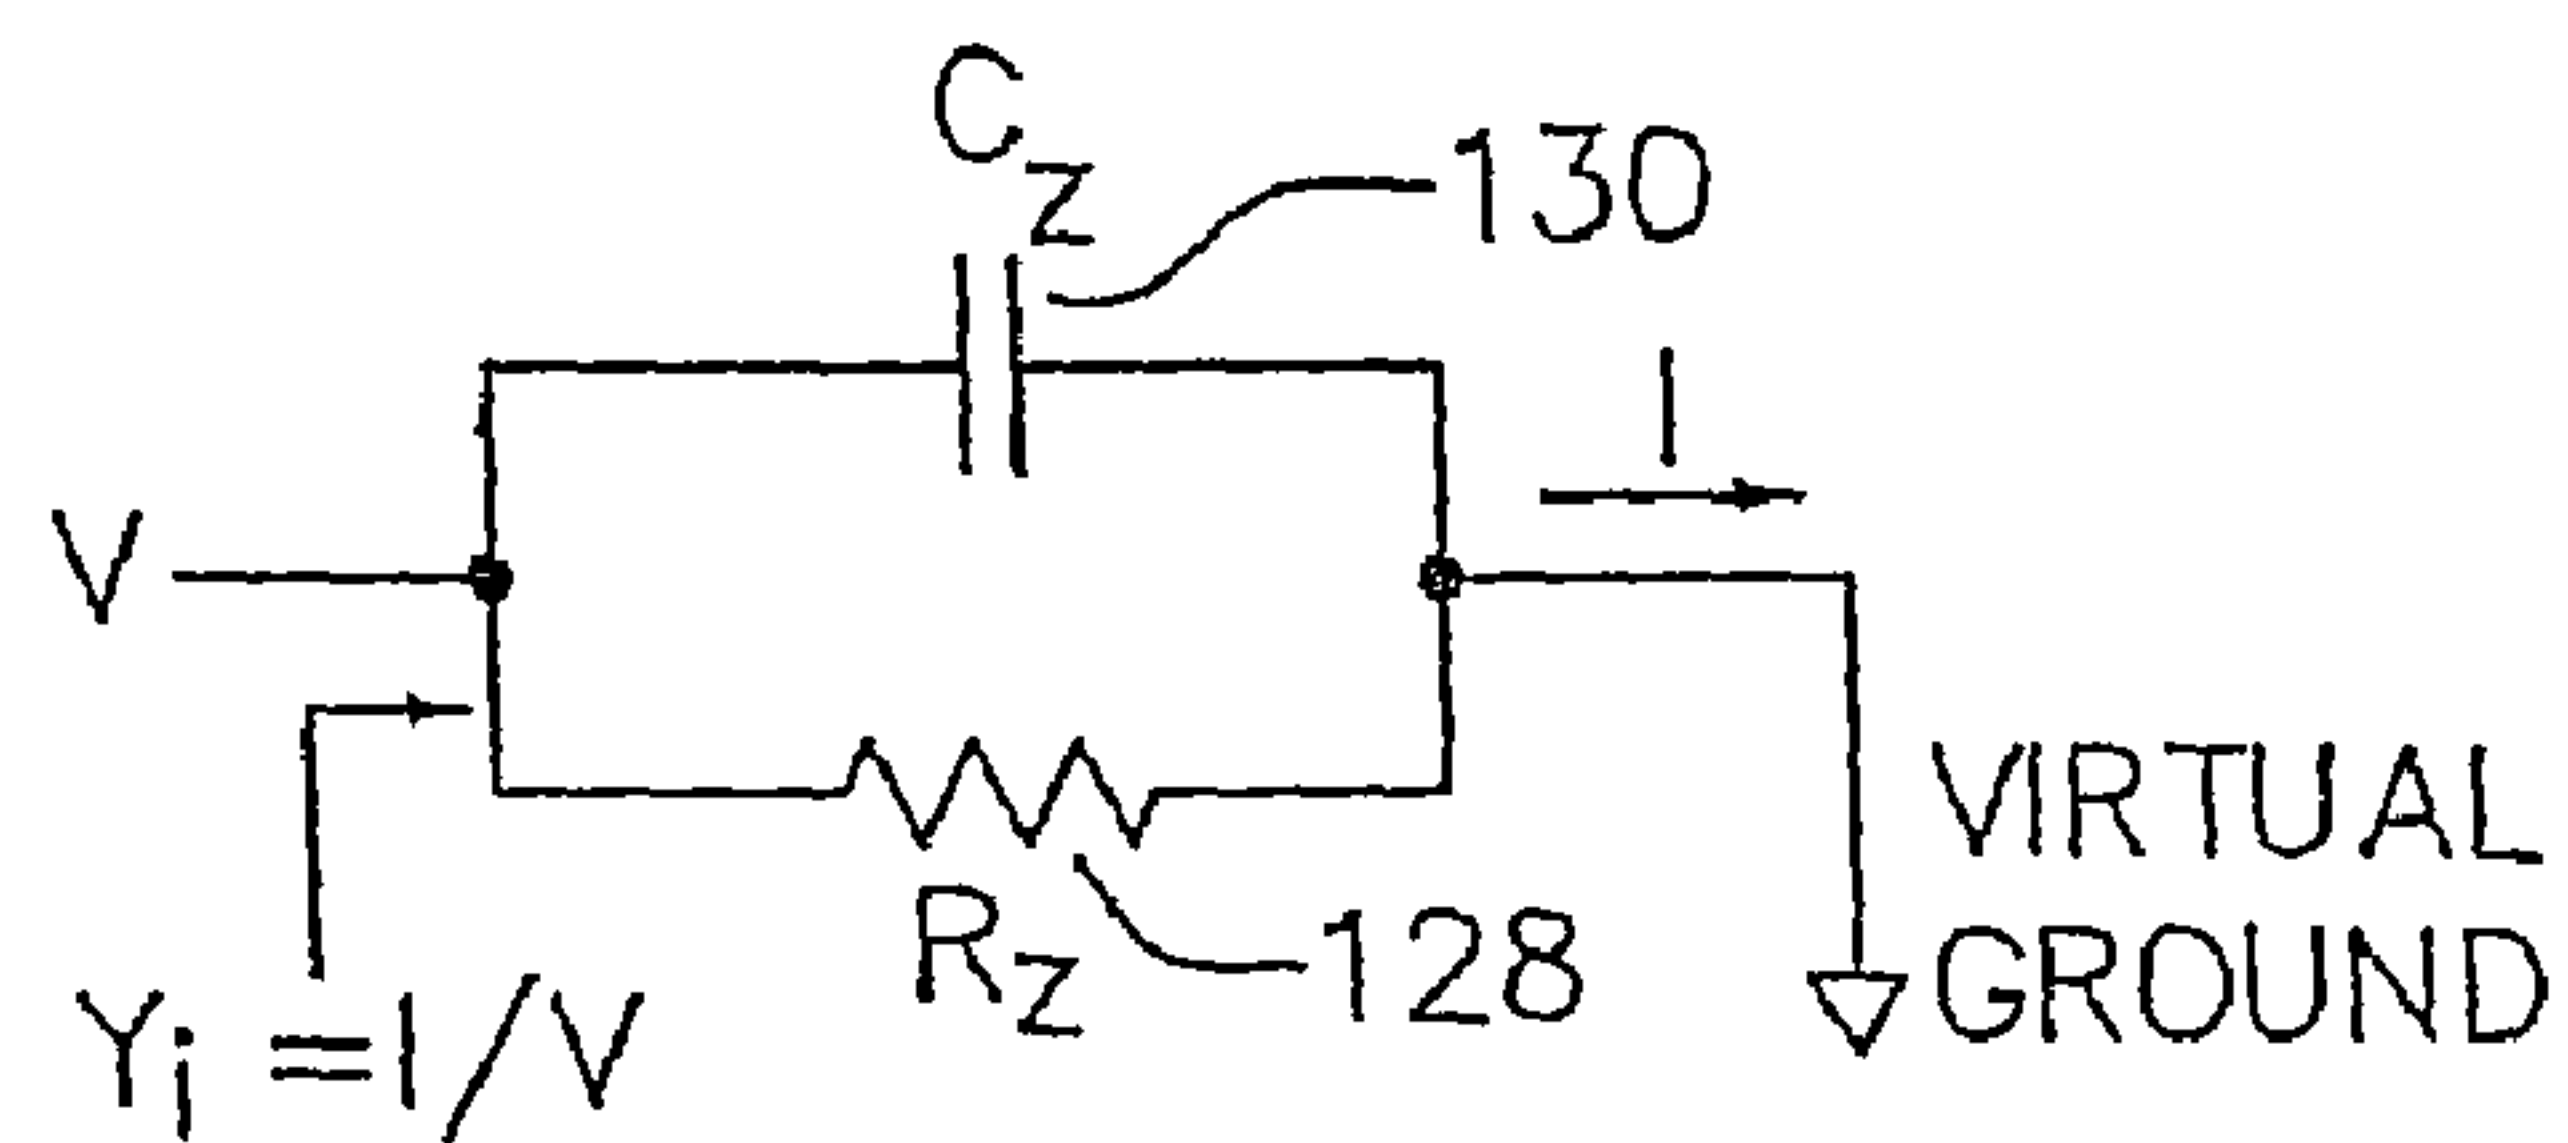 C_Z
130
I
V
VIRTUAL
GROUND
R_Z
128
Y_i = I/V